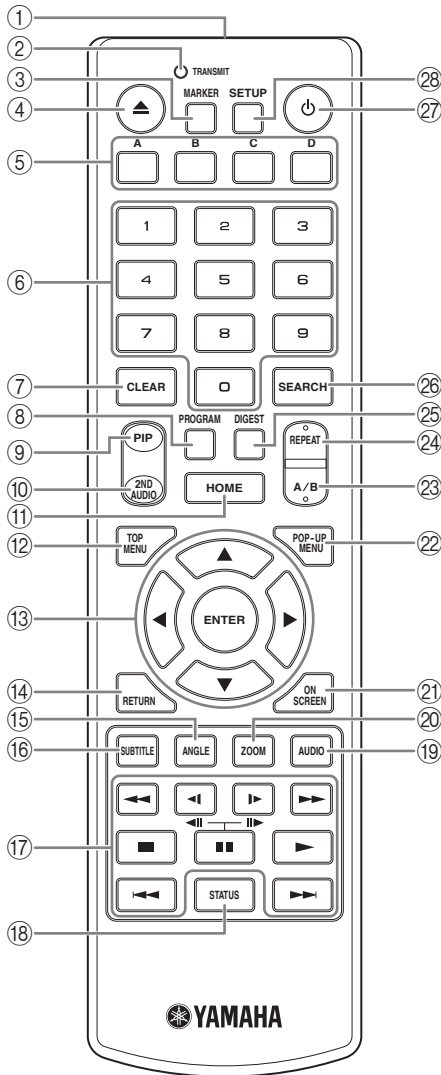 ①
② TRANSMIT
③ MARKER SETUP ㉘
④ ㉗
⑤ A B C D
1 2 3
⑥ 4 5 6
7 8 9
⑦ CLEAR 0 SEARCH ㉖
⑧ PROGRAM DIGEST ㉕
⑨ PIP REPEAT ㉔
⑩ 2ND
AUDIO A/B ㉓
⑪ HOME
⑫ TOP
MENU POP-UP
MENU ㉒
⑬ ENTER
⑭ RETURN ON
SCREEN ㉑
⑮ ⑳
⑯ SUBTITLE ANGLE ZOOM AUDIO ⑲
⑰
⑱ STATUS
YAMAHA